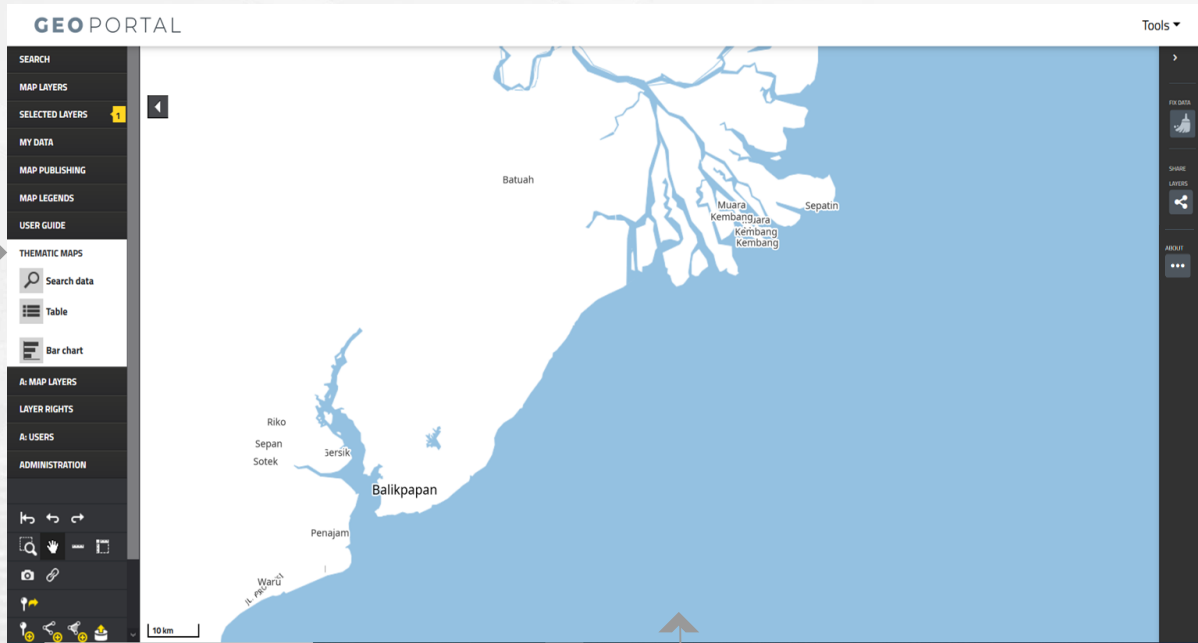 GEOPORTAL
Tools
SEARCH
MAP LAYERS
SELECTED LAYERS 1
MY DATA
MAP PUBLISHING
MAP LEGENDS
USER GUIDE
THEMATIC MAPS
Search data
Table
Bar chart
A: MAP LAYERS
LAYER RIGHTS
A: USERS
ADMINISTRATION
Batuah
Muara
Kembang
Kembang
Kembang
Sepatin
Riko
Sepan
Sotek
Balikpapan
Penajam
Waru
10 km
FIX DATA
SHARE
LAYERS
ABOUT